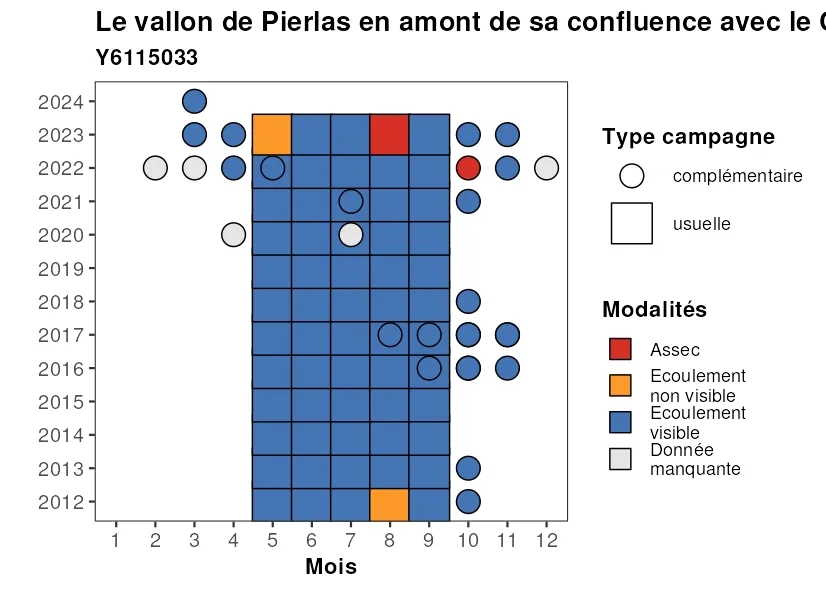 Le vallon de Pierlas en amont de sa confluence avec le
Y6115033
2024
2023
2022
2021
2020
2019
2018
2017
2016
2015
2014
2013
2012
1 2 3 4 5 6 7 8 9 10 11 12
Mois
Type campagne
complémentaire
usuelle
Modalités
Assec
Ecoulement
non visible
Ecoulement
visible
Donnée
manquante